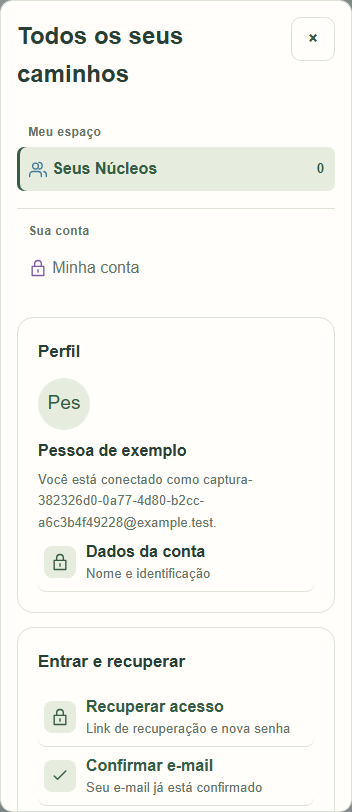 Todos os seus
caminhos
×
Meu espaço
Seus Núcleos 0
Sua conta
Minha conta
Perfil
Pes
Pessoa de exemplo
Você está conectado como captura-
382326d0-0a77-4d80-b2cc-
a6c3b4f49228@example.test.
Dados da conta
Nome e identificação
Entrar e recuperar
Recuperar acesso
Link de recuperação e nova senha
Confirmar e-mail
Seu e-mail já está confirmado